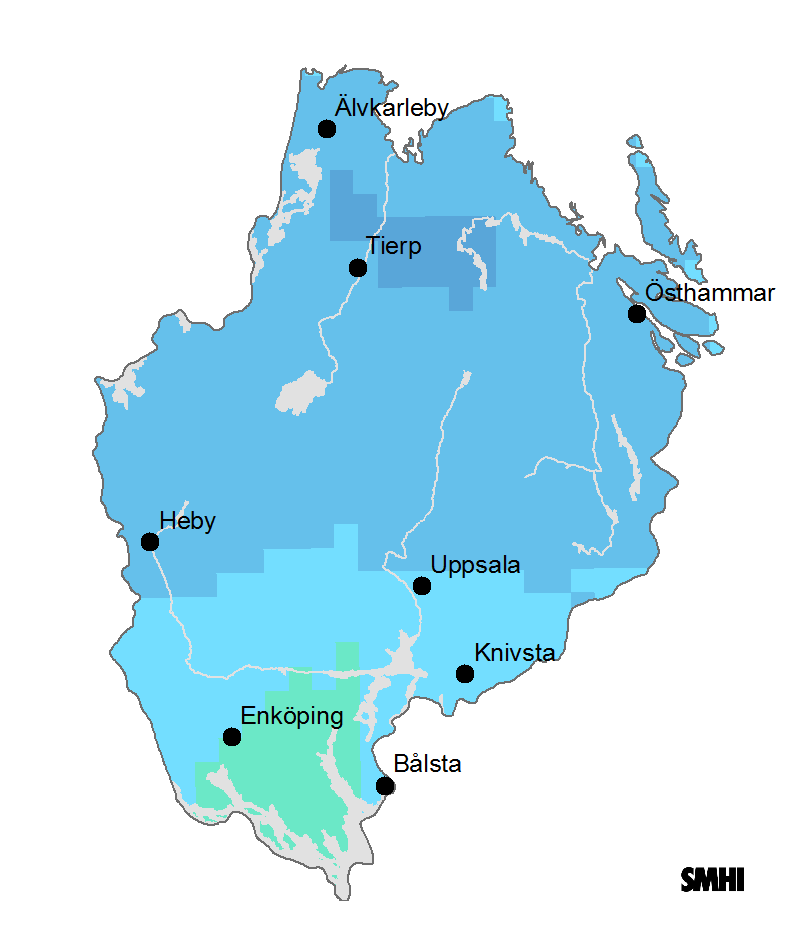 Älvkarleby
Tierp
Östhammar
Heby
Uppsala
Knivsta
Enköping
Bålsta
SMHI